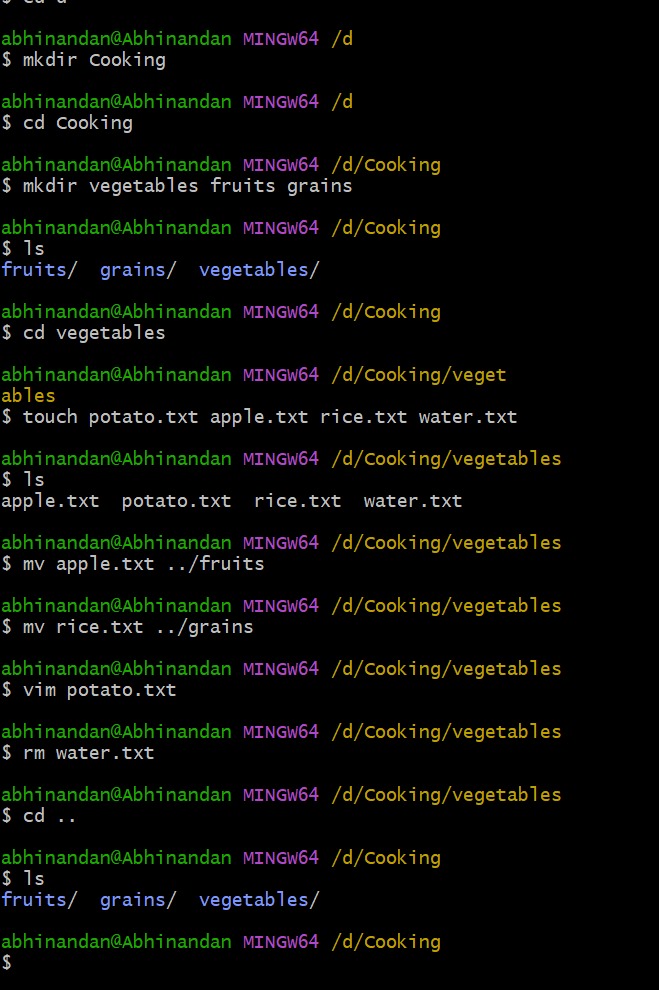 abhinandan@Abhinandan MINGW64 /d
$ mkdir Cooking
abhinandan@Abhinandan MINGW64 /d
$ cd Cooking
abhinandan@Abhinandan MINGW64 /d/Cooking
$ mkdir vegetables fruits grains
abhinandan@Abhinandan MINGW64 /d/Cooking
$ ls
fruits/  grains/  vegetables/
abhinandan@Abhinandan MINGW64 /d/Cooking
$ cd vegetables
abhinandan@Abhinandan MINGW64 /d/Cooking/veget
ables
$ touch potato.txt apple.txt rice.txt water.txt
abhinandan@Abhinandan MINGW64 /d/Cooking/vegetables
$ ls
apple.txt  potato.txt  rice.txt  water.txt
abhinandan@Abhinandan MINGW64 /d/Cooking/vegetables
$ mv apple.txt ../fruits
abhinandan@Abhinandan MINGW64 /d/Cooking/vegetables
$ mv rice.txt ../grains
abhinandan@Abhinandan MINGW64 /d/Cooking/vegetables
$ vim potato.txt
abhinandan@Abhinandan MINGW64 /d/Cooking/vegetables
$ rm water.txt
abhinandan@Abhinandan MINGW64 /d/Cooking/vegetables
$ cd ..
abhinandan@Abhinandan MINGW64 /d/Cooking
$ ls
fruits/  grains/  vegetables/
abhinandan@Abhinandan MINGW64 /d/Cooking
$